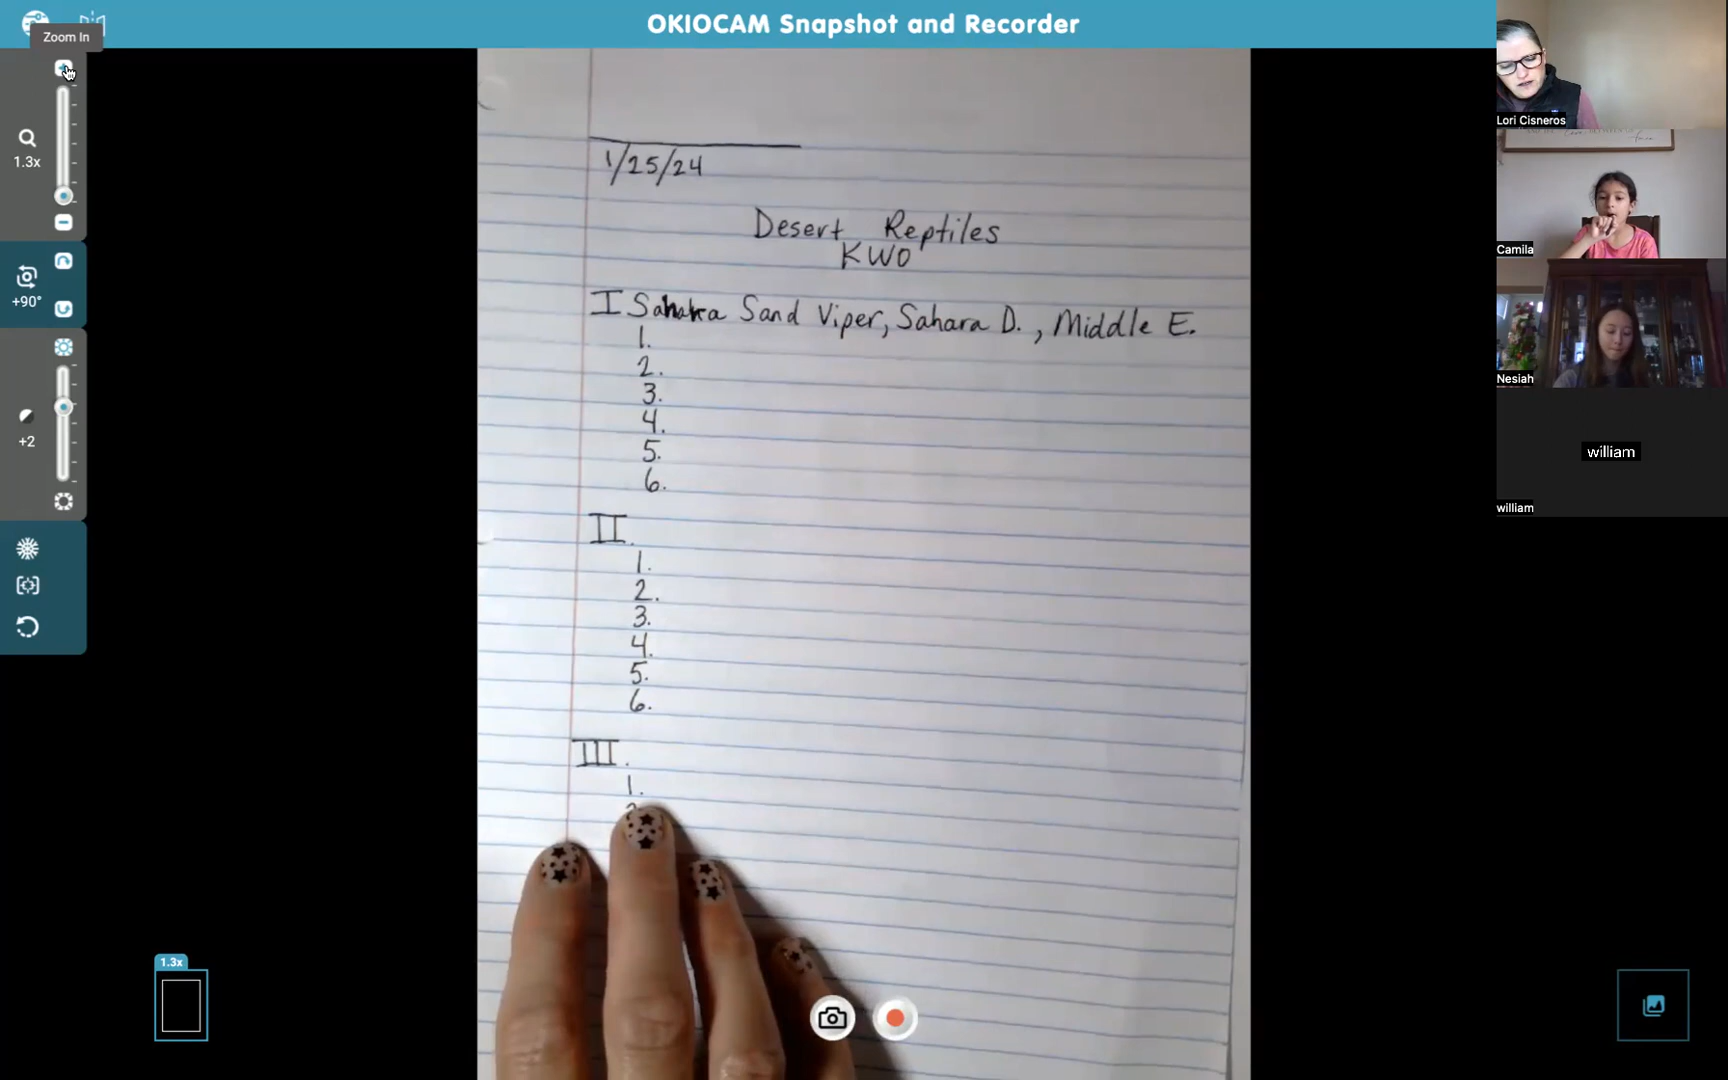 Zoom In
OKIOCAM Snapshot and Recorder
1.3x
+90°
+2
1.3x
1/25/24
Desert Reptiles
KWO
I Sahara Sand Viper, Sahara D., Middle E.
1.
2.
3.
4.
5.
6.
II.
1.
2.
3.
4.
5.
6.
III.
1.
Lori Cisneros
Camila
Nesiah
william
william